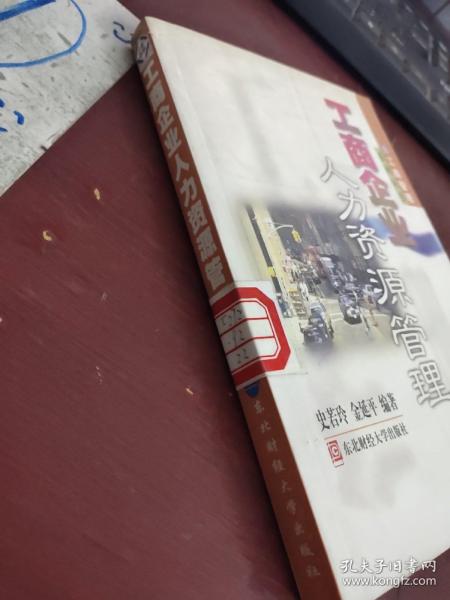 工商企业
人力资源管理
史若玲 金延平 编著
东北财经大学出版社
工商企业人力资源管
东北财经大学出版社
孔夫子旧书网
www.kongfz.com